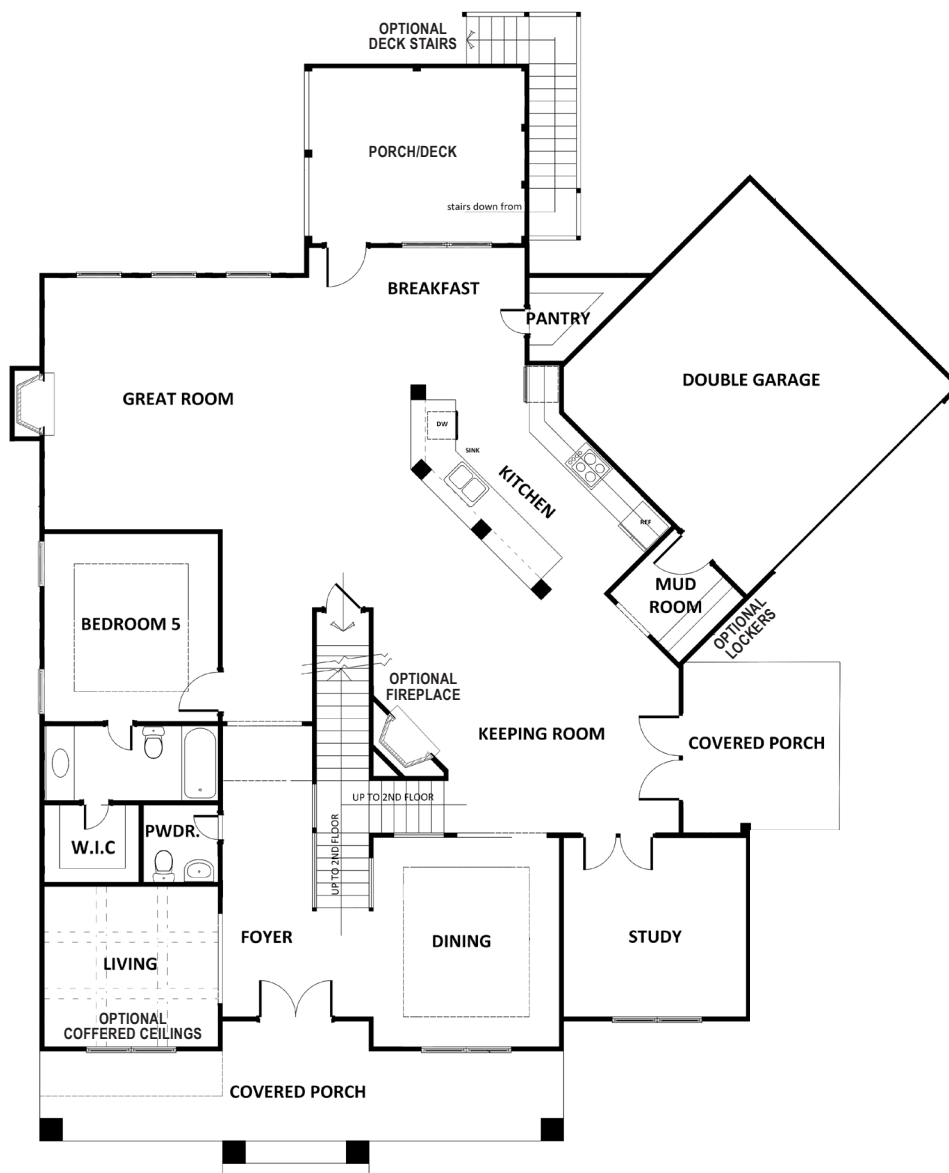 OPTIONAL
DECK STAIRS
PORCH/DECK
stairs down from
BREAKFAST
PANTRY
DOUBLE GARAGE
GREAT ROOM
DW
SINK
KITCHEN
REF
MUD
ROOM
OPTIONAL
LOCKERS
BEDROOM 5
OPTIONAL
FIREPLACE
KEEPING ROOM
COVERED PORCH
UP TO 2ND FLOOR
UP TO 2ND FLOOR
PWDR.
W.I.C
FOYER
DINING
STUDY
LIVING
OPTIONAL
COFFERED CEILINGS
COVERED PORCH